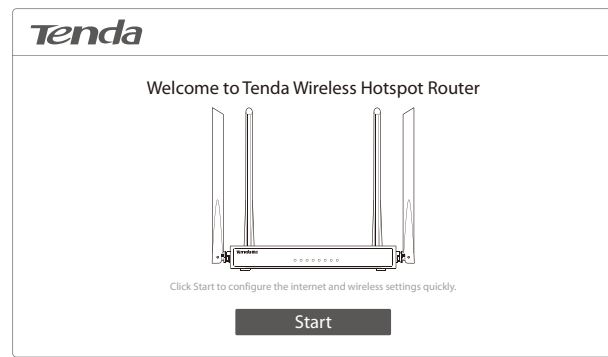 Tenda
Welcome to Tenda Wireless Hotspot Router
Click Start to configure the internet and wireless settings quickly.
Start